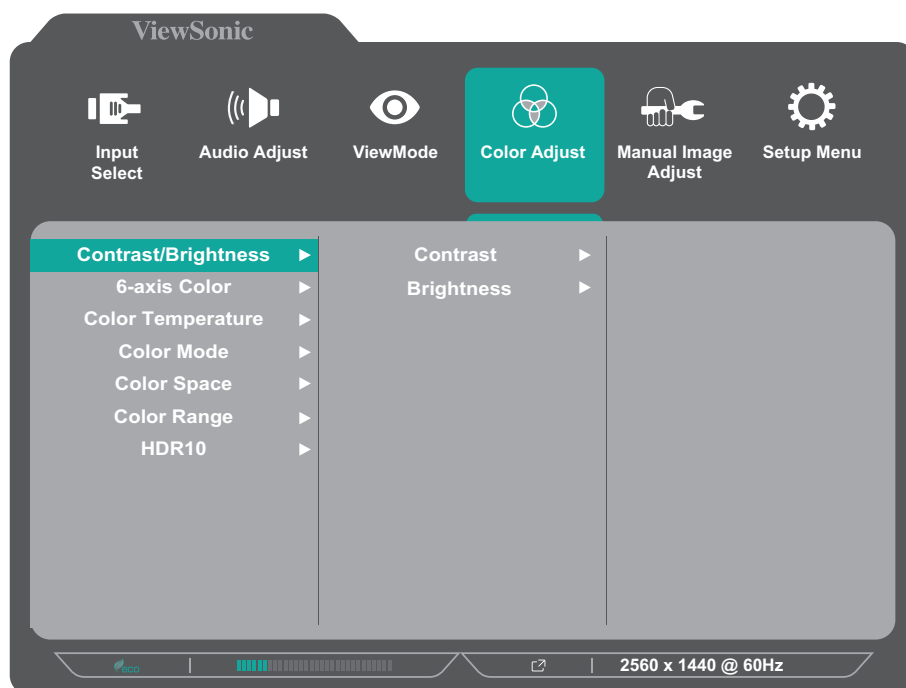 ViewSonic
Input
Select
Audio Adjust
ViewMode
Color Adjust
Manual Image
Adjust
Setup Menu
Contrast/Brightness
6-axis Color
Color Temperature
Color Mode
Color Space
Color Range
HDR10
Contrast
Brightness
eco
2560 x 1440 @ 60Hz